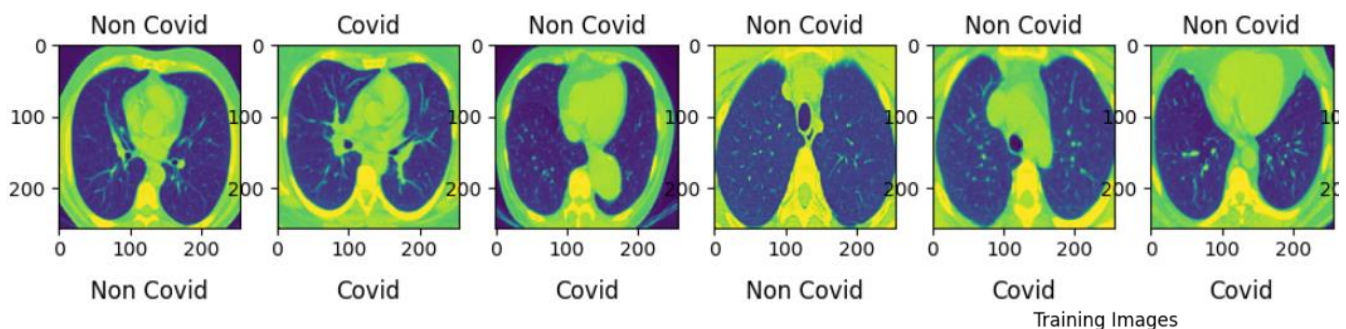 Non Covid Covid Non Covid Non Covid Non Covid Non Covid
0 0 0 0 0 0
100 100 100 100 100 10
200 200 200 200 200 20
0 100 200 0 100 200 0 100 200 0 100 200 0 100 200 0 100 200
Non Covid Covid Covid Non Covid Covid Covid
Training Images